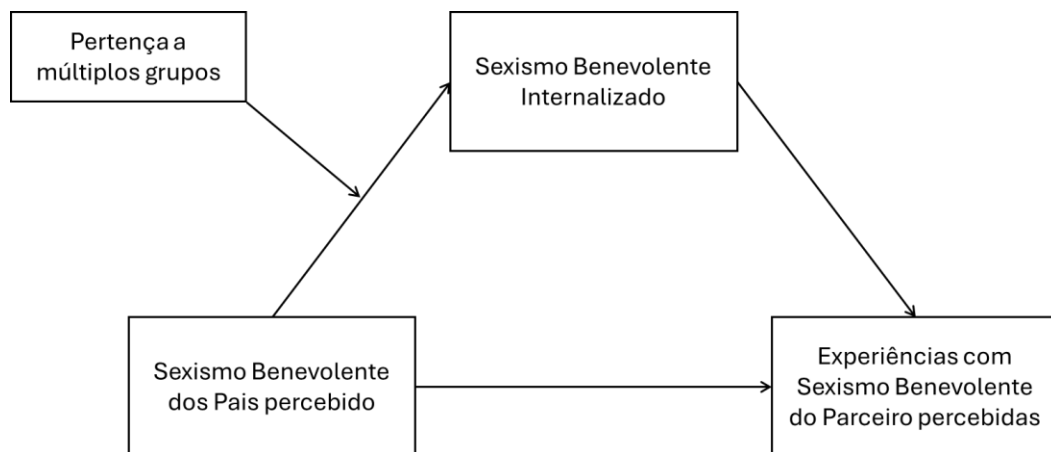 Pertença a
múltiplos grupos
Sexismo Benevolente
Internalizado
Sexismo Benevolente
dos Pais percebido
Experiências com
Sexismo Benevolente
do Parceiro percebidas